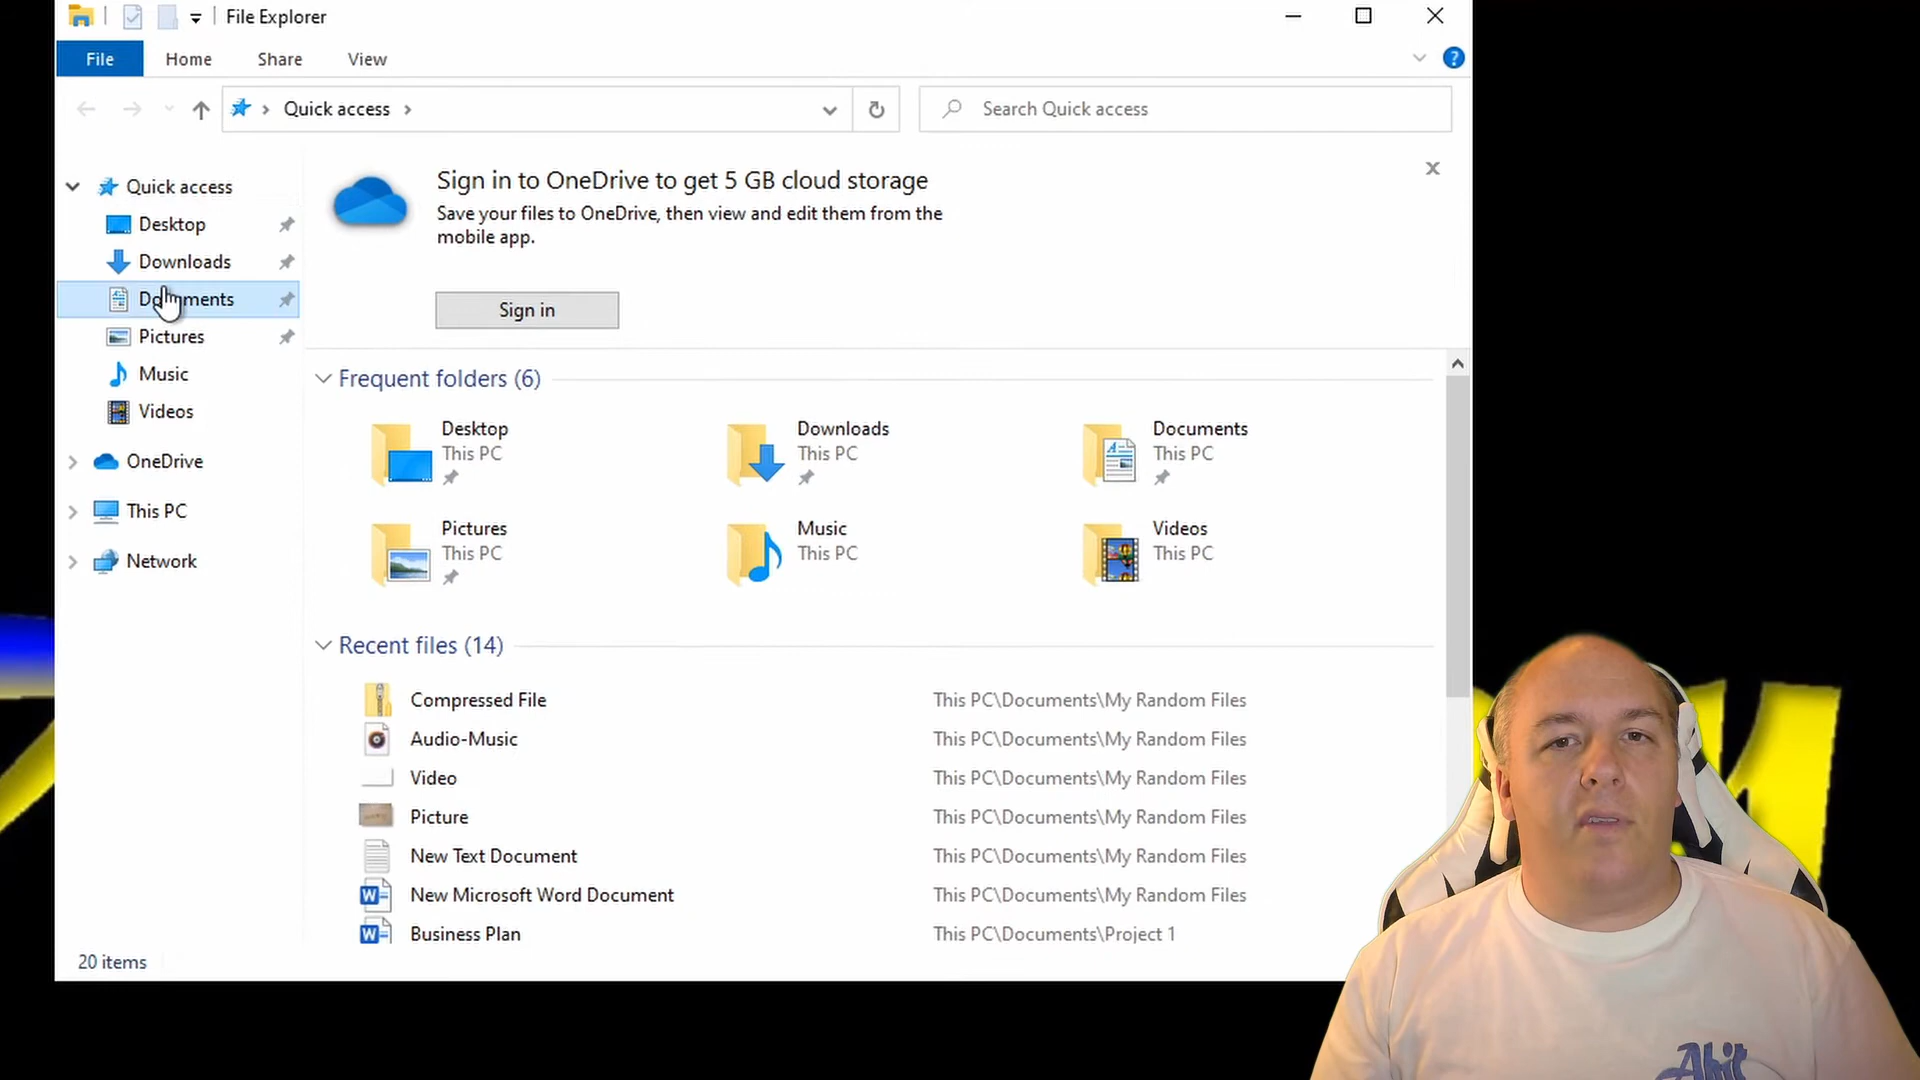 File Explorer
File Home Share View
Quick access
Search Quick access
Quick access
Desktop
Downloads
Documents
Pictures
Music
Videos
OneDrive
This PC
Network
Sign in to OneDrive to get 5 GB cloud storage
Save your files to OneDrive, then view and edit them from the
mobile app.
Sign in
Frequent folders (6)
Desktop
This PC
Downloads
This PC
Documents
This PC
Pictures
This PC
Music
This PC
Videos
This PC
Recent files (14)
Compressed File This PC\Documents\My Random Files
Audio-Music This PC\Documents\My Random Files
Video This PC\Documents\My Random Files
Picture This PC\Documents\My Random Files
New Text Document This PC\Documents\My Random Files
New Microsoft Word Document This PC\Documents\My Random Files
Business Plan This PC\Documents\Project 1
20 items